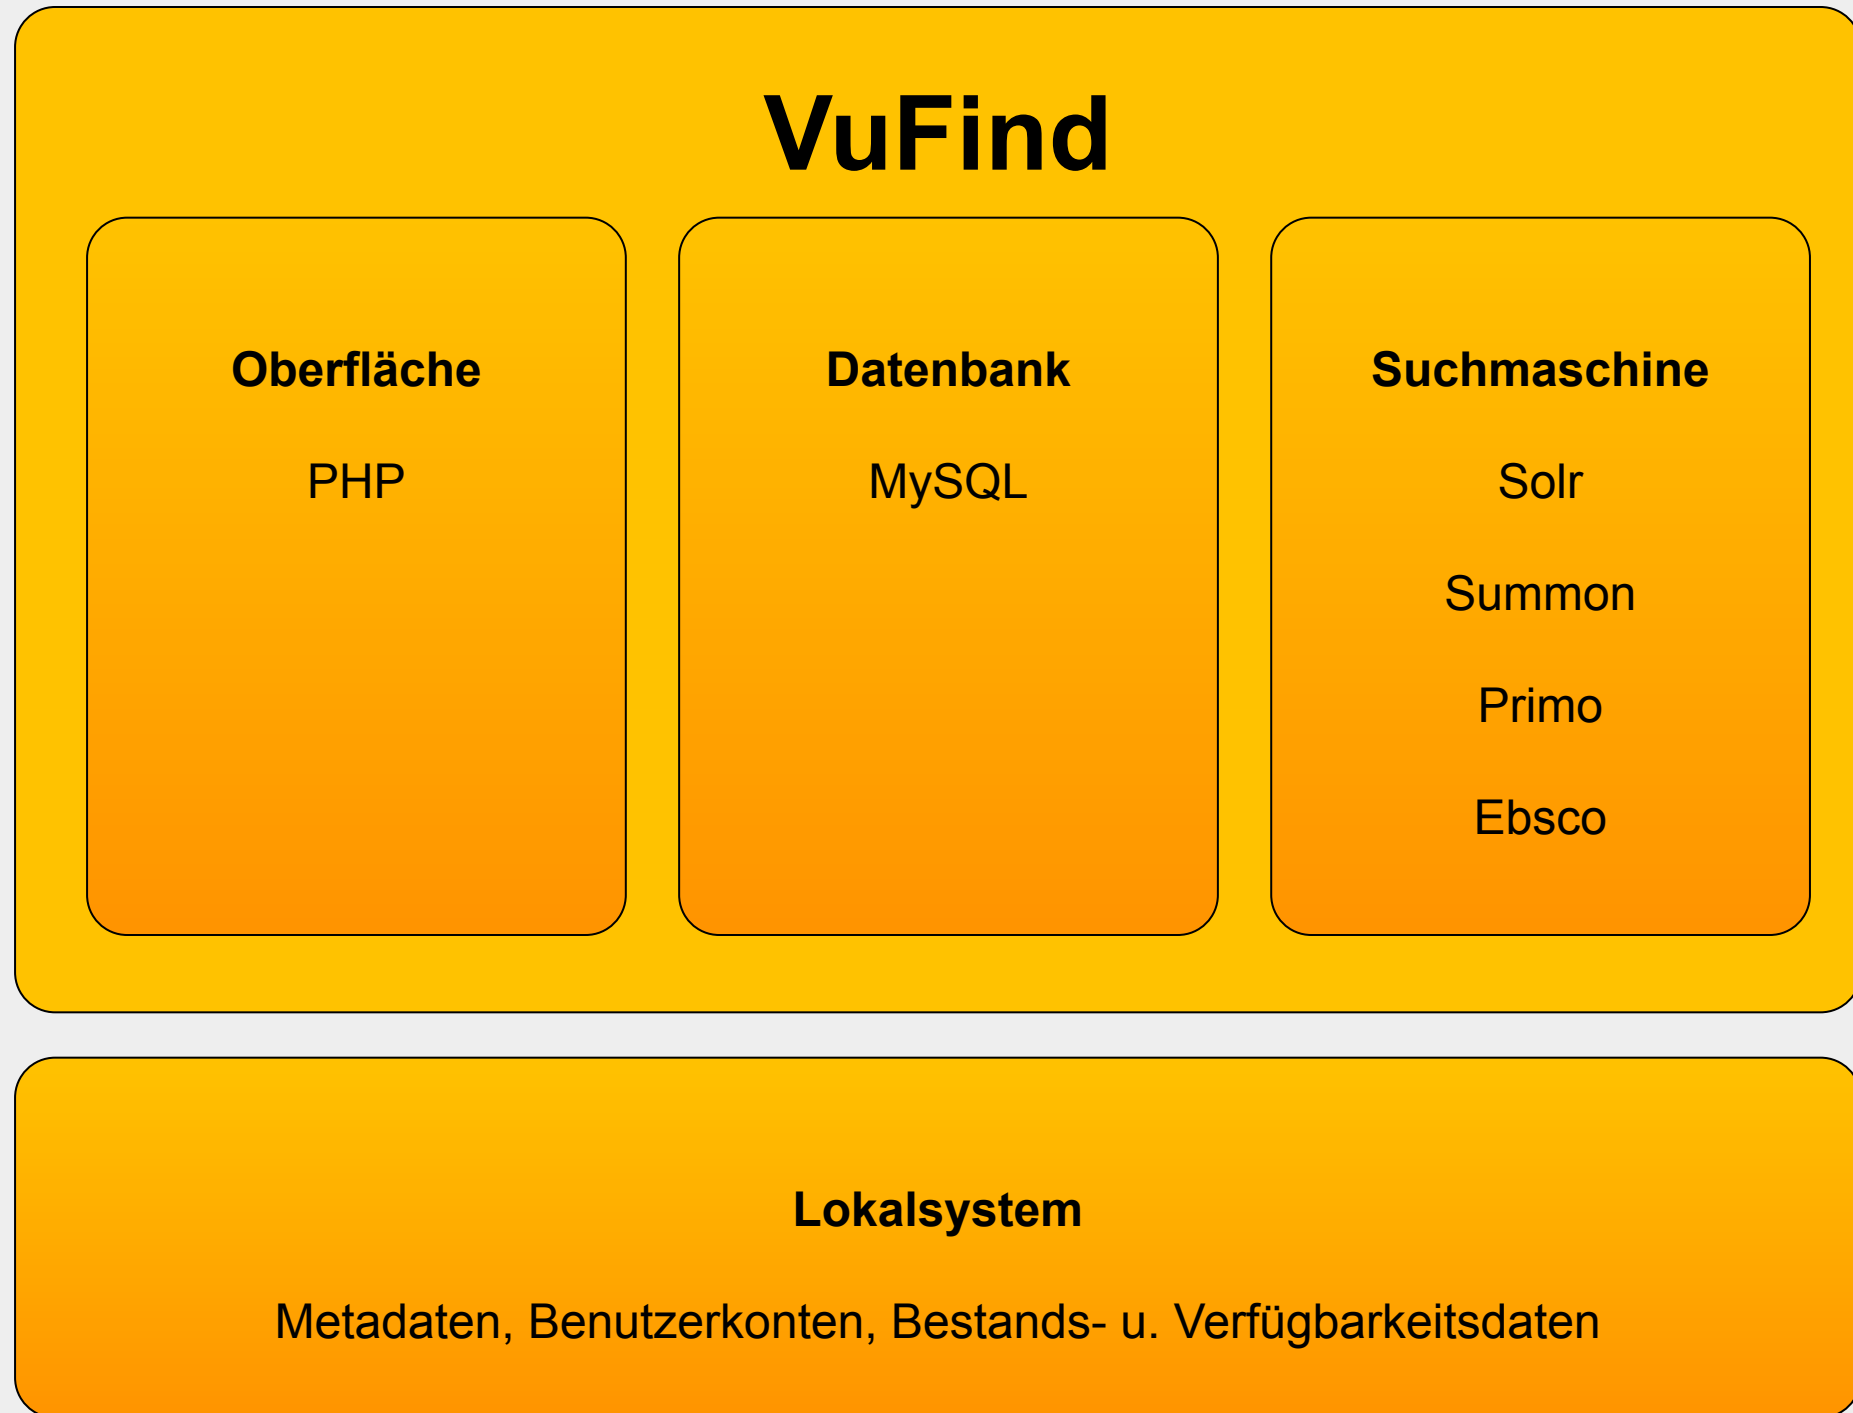 VuFind
Oberfläche
PHP
Datenbank
MySQL
Suchmaschine
Solr
Summon
Primo
Ebsco
Lokalsystem
Metadaten, Benutzerkonten, Bestands- u. Verfügbarkeitsdaten